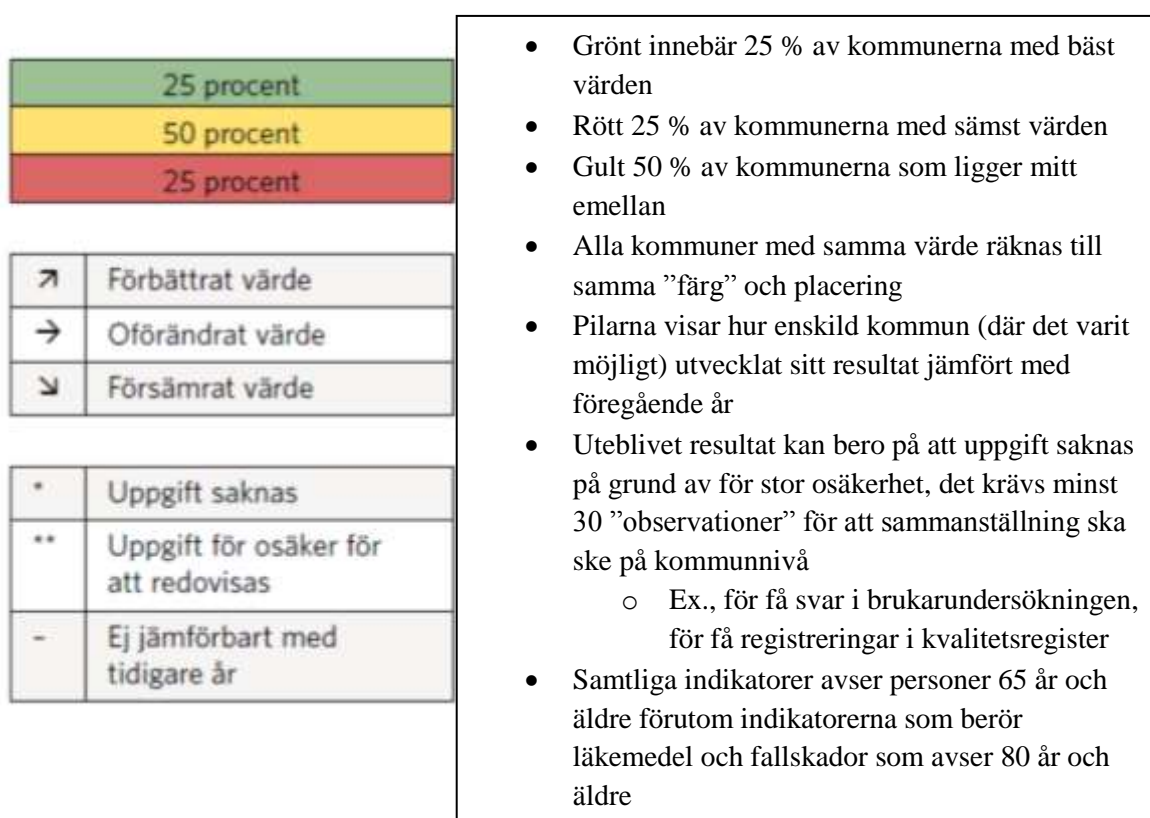 25 procent
50 procent
25 procent
↗ Förbättrat värde
→ Oförändrat värde
↘ Försämrat värde
* Uppgift saknas
** Uppgift för osäker för
att redovisas
- Ej jämförbart med
tidigare år
• Grönt innebär 25 % av kommunerna med bäst
värden
• Rött 25 % av kommunerna med sämst värden
• Gult 50 % av kommunerna som ligger mitt
emellan
• Alla kommuner med samma värde räknas till
samma ”färg” och placering
• Pilarna visar hur enskild kommun (där det varit
möjligt) utvecklat sitt resultat jämfört med
föregående år
• Uteblivet resultat kan bero på att uppgift saknas
på grund av för stor osäkerhet, det krävs minst
30 ”observationer” för att sammanställning ska
ske på kommunnivå
o Ex., för få svar i brukarundersökningen,
för få registreringar i kvalitetsregister
• Samtliga indikatorer avser personer 65 år och
äldre förutom indikatorerna som berör
läkemedel och fallskador som avser 80 år och
äldre